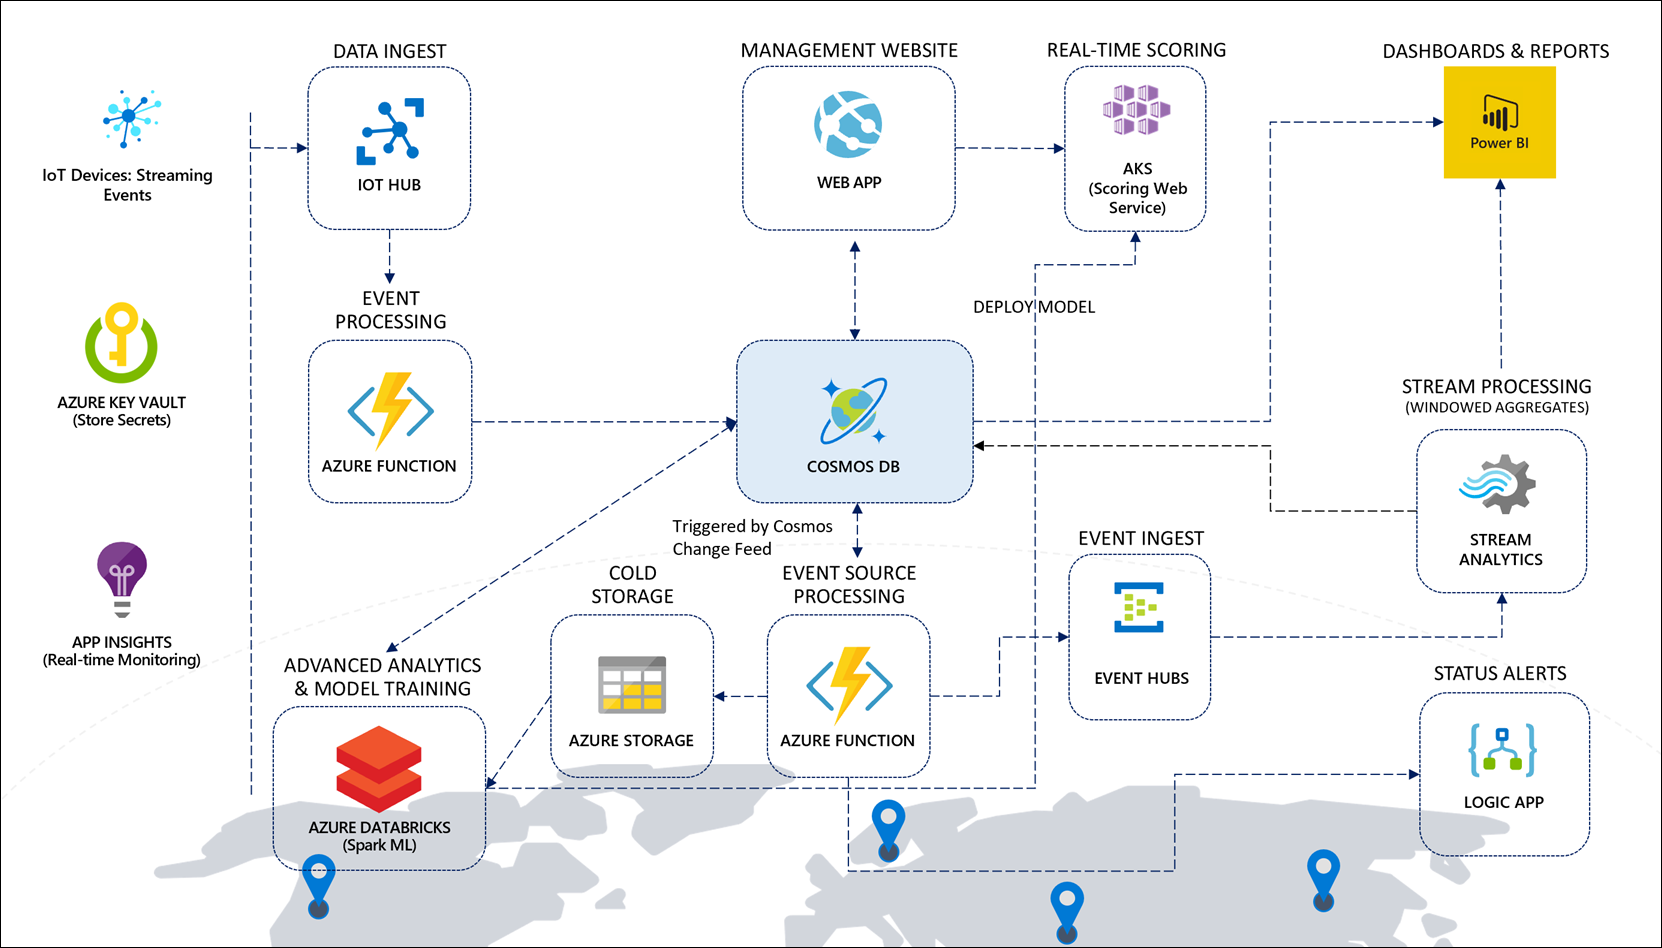 DATA INGEST
IOT HUB
MANAGEMENT WEBSITE
WEB APP
REAL-TIME SCORING
AKS
(Scoring Web
Service)
DASHBOARDS & REPORTS
Power BI
IoT Devices: Streaming
Events
EVENT
PROCESSING
AZURE FUNCTION
DEPLOY MODEL
AZURE KEY VAULT
(Store Secrets)
COSMOS DB
STREAM PROCESSING
(WINDOWED AGGREGATES)
STREAM
ANALYTICS
Triggered by Cosmos
Change Feed
EVENT INGEST
EVENT HUBS
COLD
STORAGE
AZURE STORAGE
EVENT SOURCE
PROCESSING
AZURE FUNCTION
APP INSIGHTS
(Real-time Monitoring)
ADVANCED ANALYTICS
& MODEL TRAINING
AZURE DATABRICKS
(Spark ML)
STATUS ALERTS
LOGIC APP